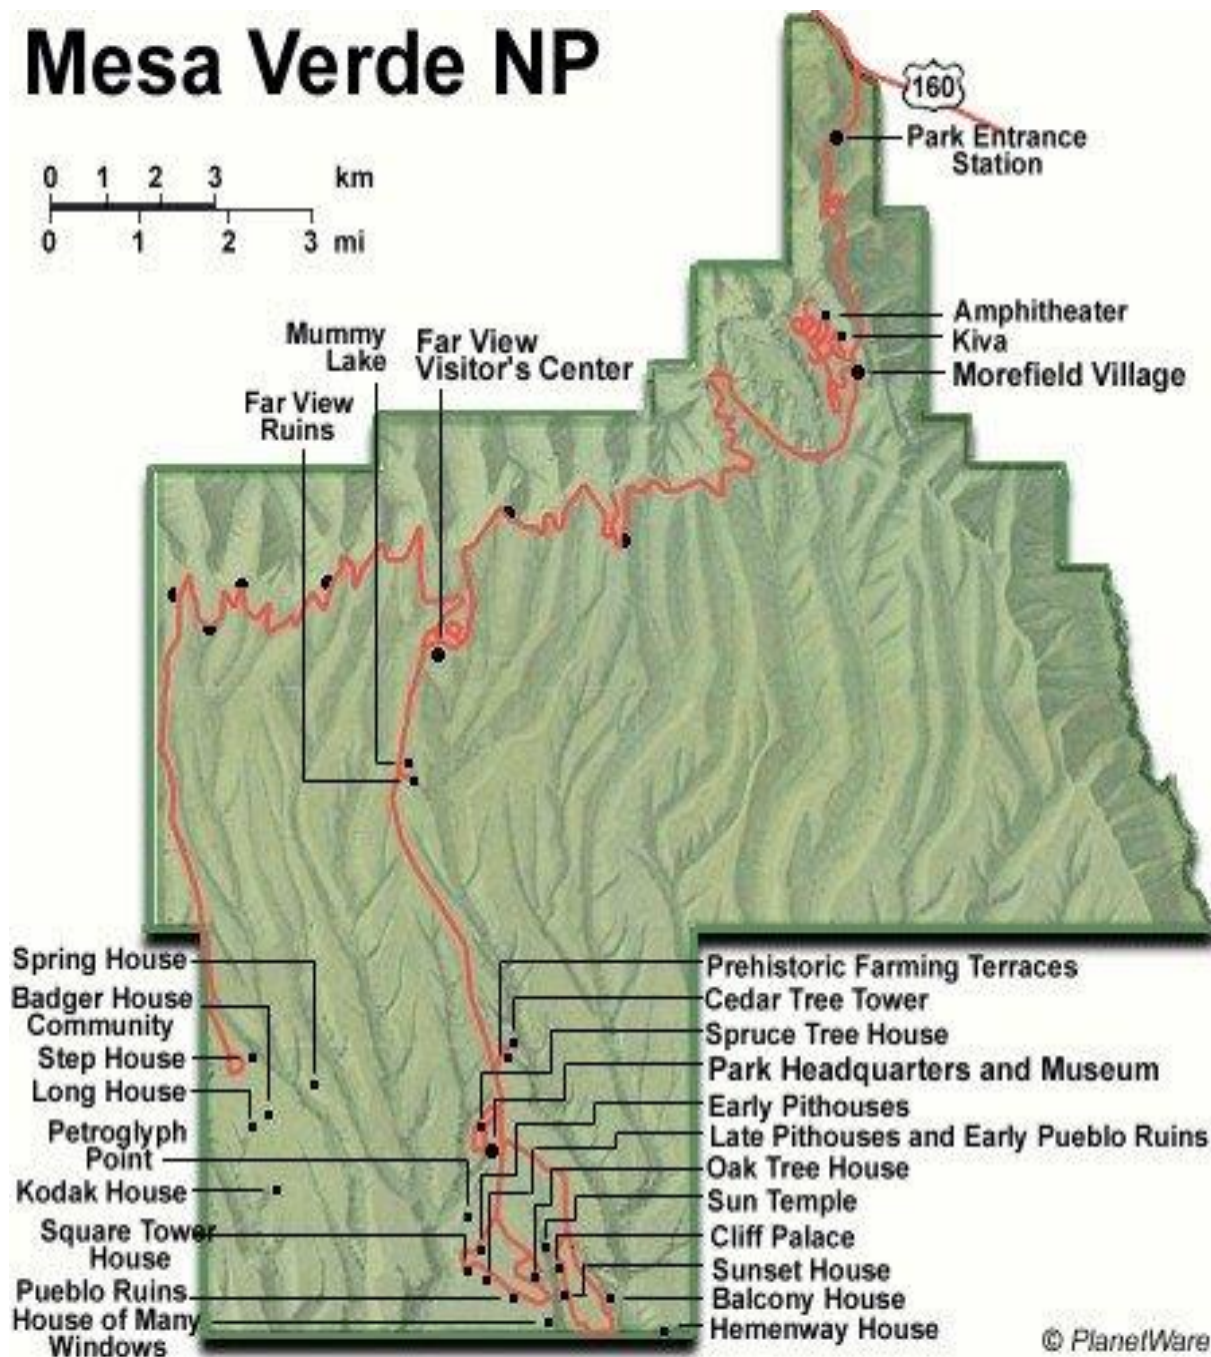 Mesa Verde NP
160
Park Entrance
Station
0 1 2 3 km
0 1 2 3 mi
Amphitheater
Kiva
Morefield Village
Mummy
Lake
Far View
Visitor's Center
Far View
Ruins
Spring House
Badger House
Community
Step House
Long House
Petroglyph
Point
Kodak House
Square Tower
House
Pueblo Ruins
House of Many
Windows
Prehistoric Farming Terraces
Cedar Tree Tower
Spruce Tree House
Park Headquarters and Museum
Early Pithouses
Late Pithouses and Early Pueblo Ruins
Oak Tree House
Sun Temple
Cliff Palace
Sunset House
Balcony House
Hemenway House
© PlanetWare